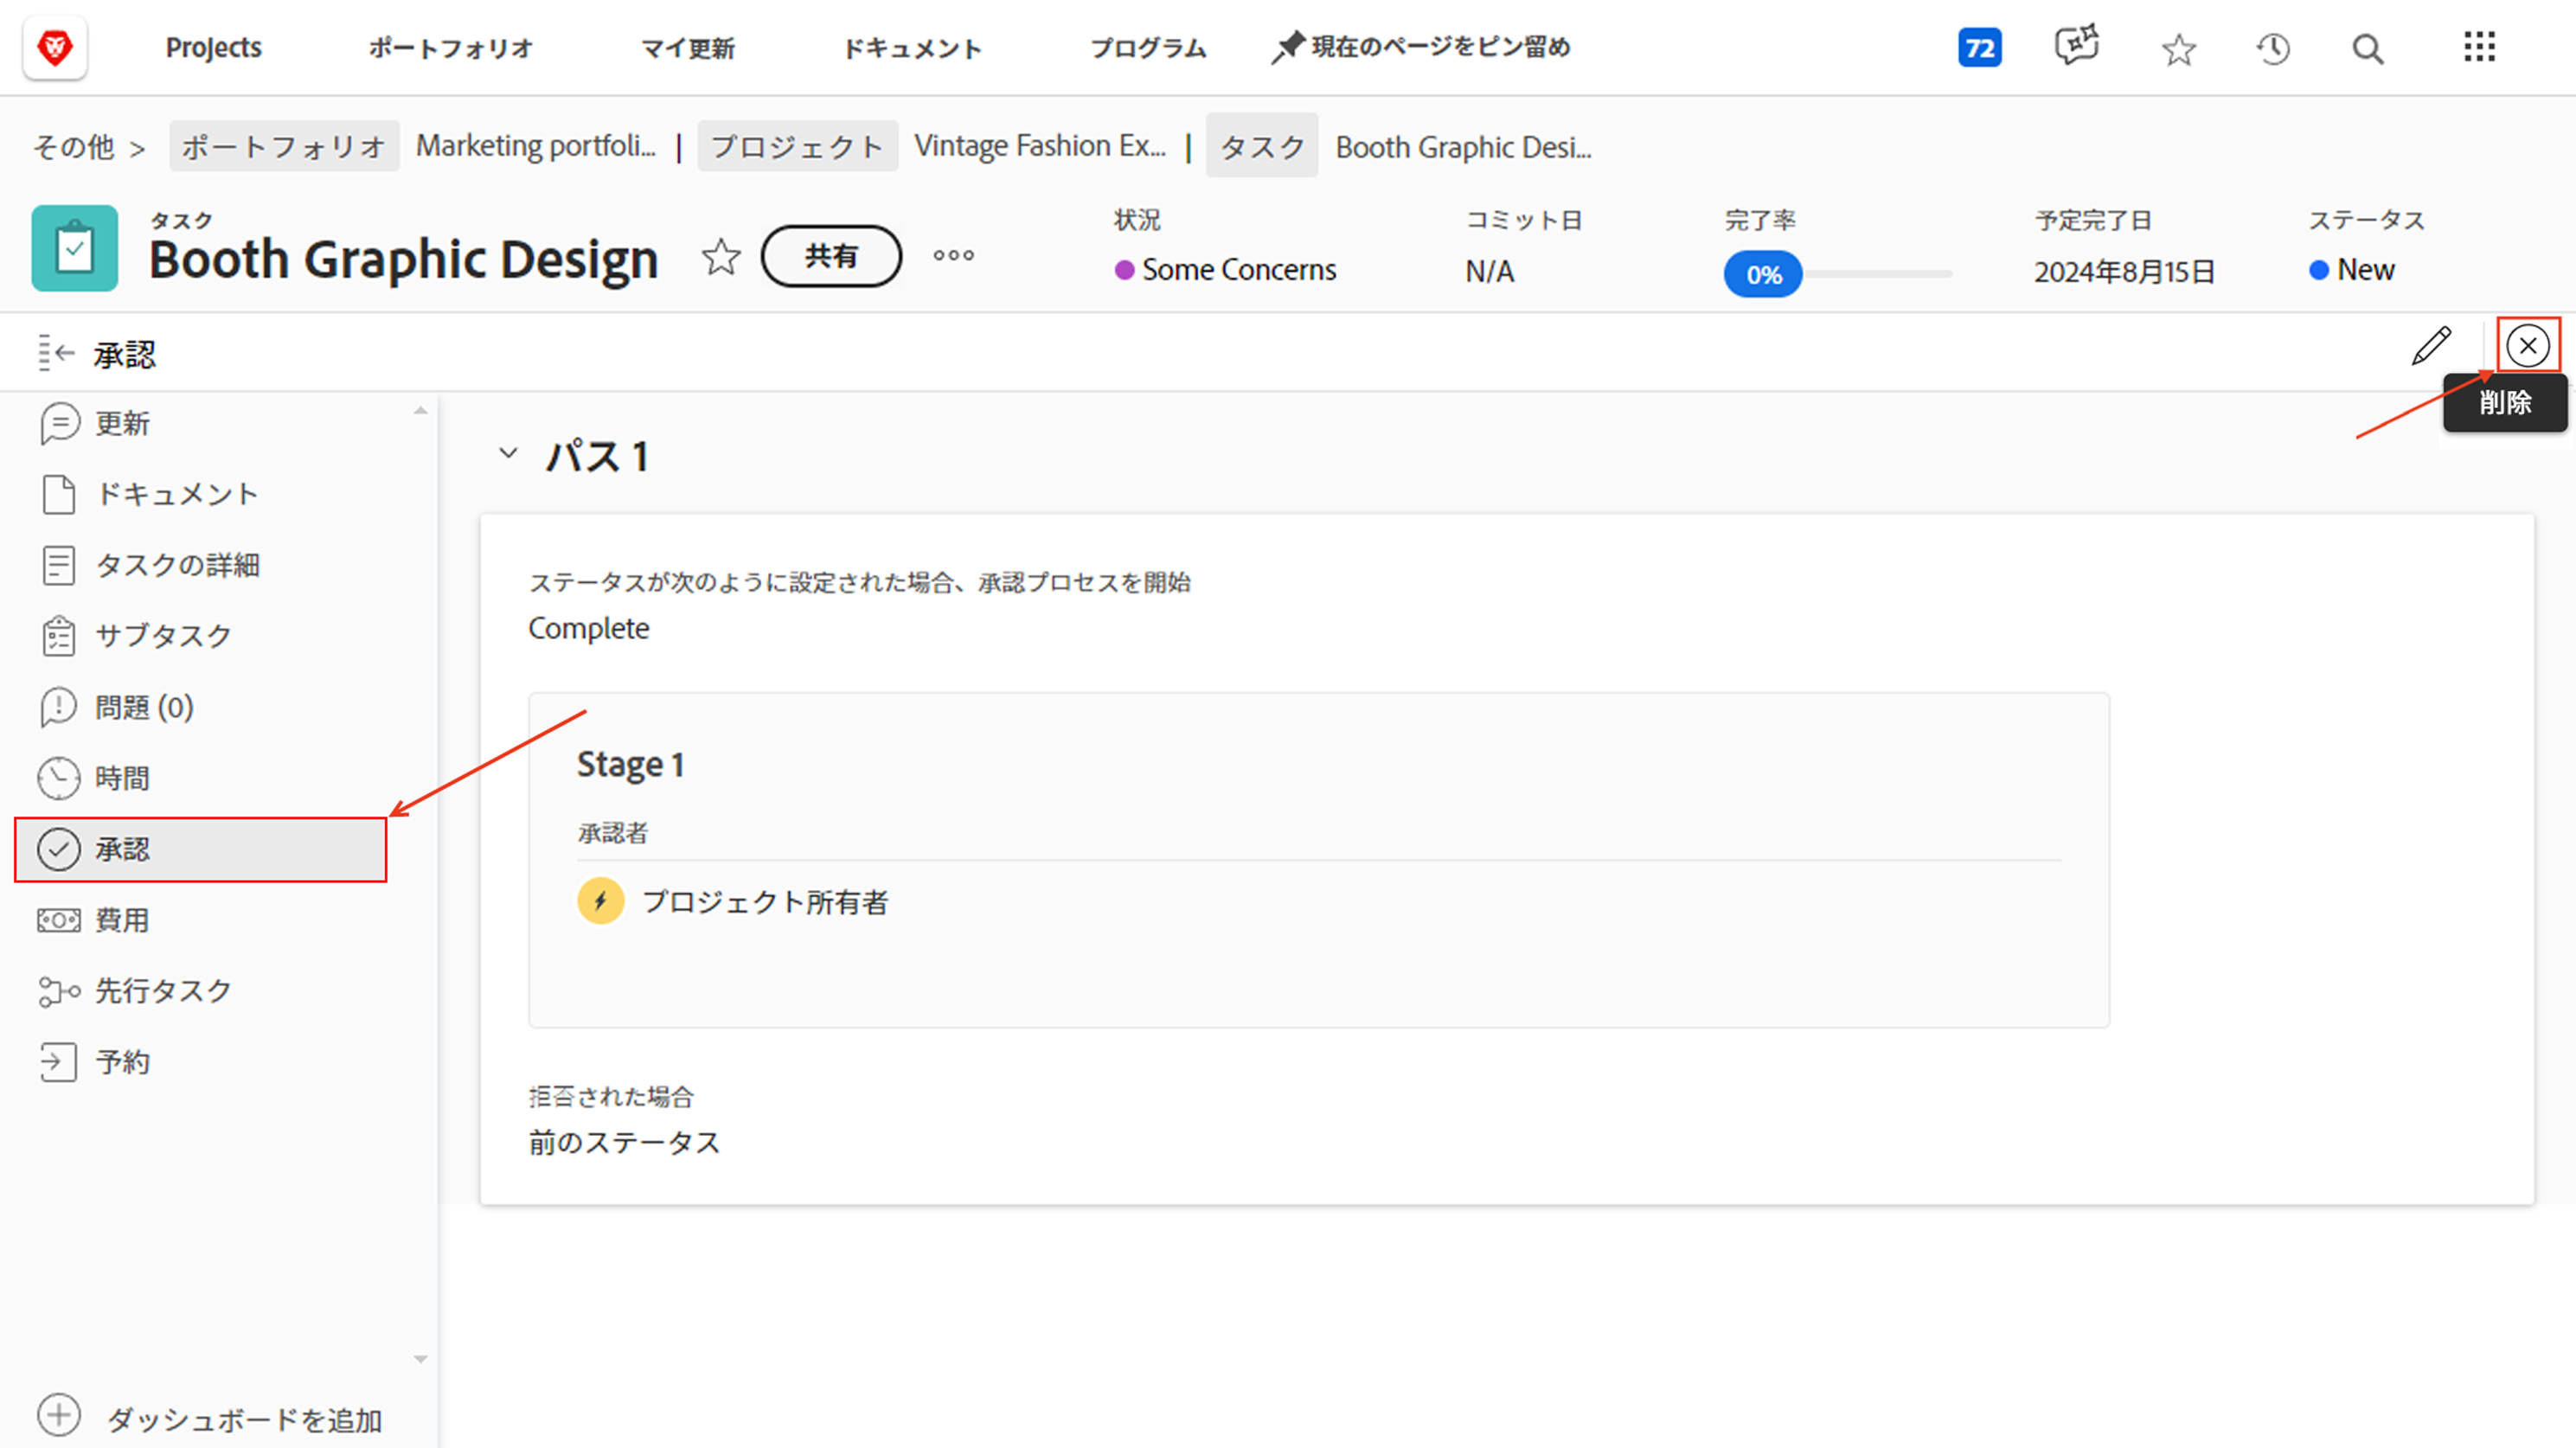 Projects ポートフォリオ マイ更新 ドキュメント プログラム 現在のページをピン留め 72
その他 > ポートフォリオ Marketing portfoli... | プロジェクト Vintage Fashion Ex... | タスク Booth Graphic Desi...
タスク
Booth Graphic Design 共有
状況 コミット日 完了率 予定完了日 ステータス
Some Concerns N/A 0% 2024年8月15日 New
承認
削除
更新
ドキュメント
タスクの詳細
サブタスク
問題 (0)
時間
承認
費用
先行タスク
予約
ダッシュボードを追加
パス 1
ステータスが次のように設定された場合、承認プロセスを開始
Complete
Stage 1
承認者
プロジェクト所有者
拒否された場合
前のステータス